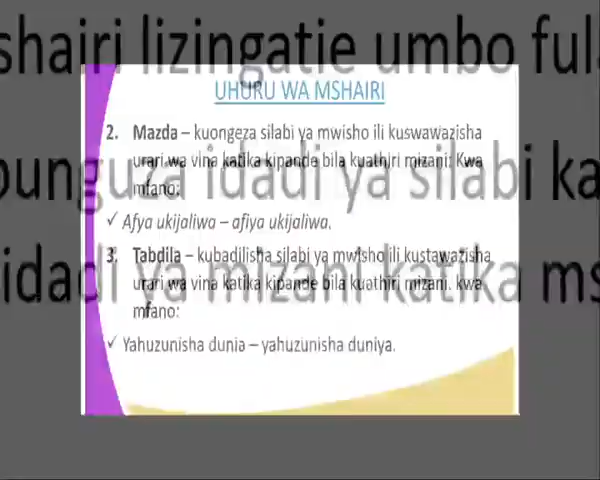 shairi lizingatie umbo ful
UHURU WA MSHAIRI
2. Mazda – kuongeza silabi ya mwisho ili kuswawazisha
urari wa vina katika kipande bila kuathiri mizani: Kwa
mfano:
punguza idadi ya silabi ka
✓ Afya ukijaliwa – afiya ukijaliwa.
3. Tabdila – kubadilisha silabi ya mwisho ili kustawazisha
urari wa vina katika kipande bila kuathiri mizani. kwa
mfano:
idadi ya mizani katika ms
✓ Yahuzunisha dunia – yahuzunisha duniya.